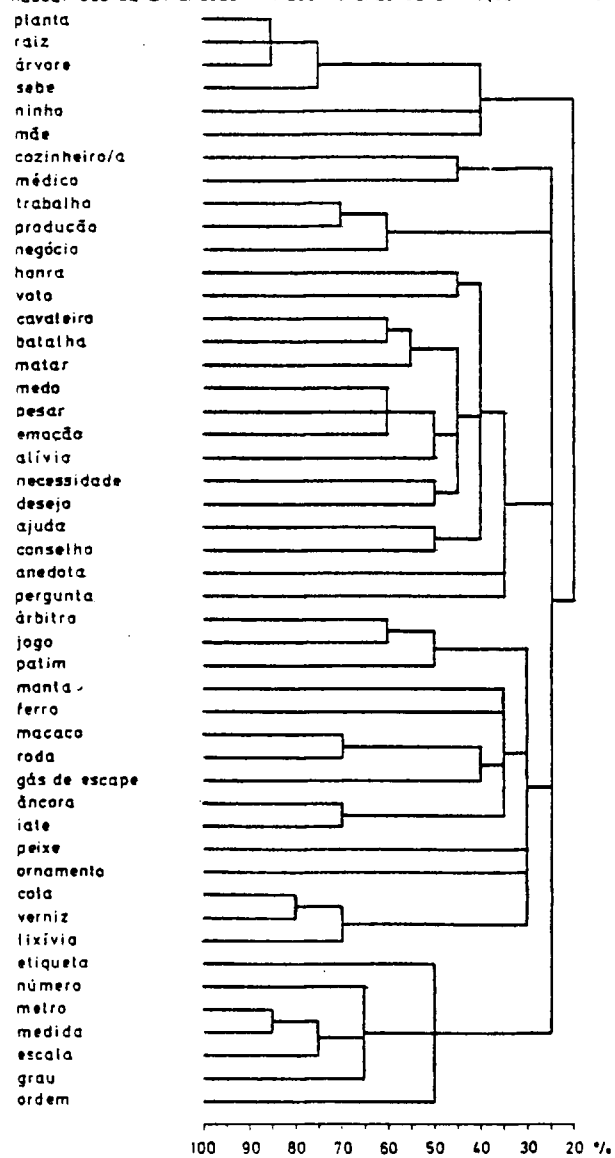 planta
raiz
árvore
sebe
ninho
mãe
cozinheiro/a
médico
trabalho
produção
negócio
honra
voto
cavaleiro
batalha
matar
medo
pesar
emoção
alívio
necessidade
desejo
ajuda
conselho
anedota
pergunta
árbitro
jogo
patim
manta
ferro
macaco
roda
gás de escape
âncora
iate
peixe
ornamento
cola
verniz
lixívia
etiqueta
número
metro
medida
escala
grau
ordem
100 90 80 70 60 50 40 30 20 %